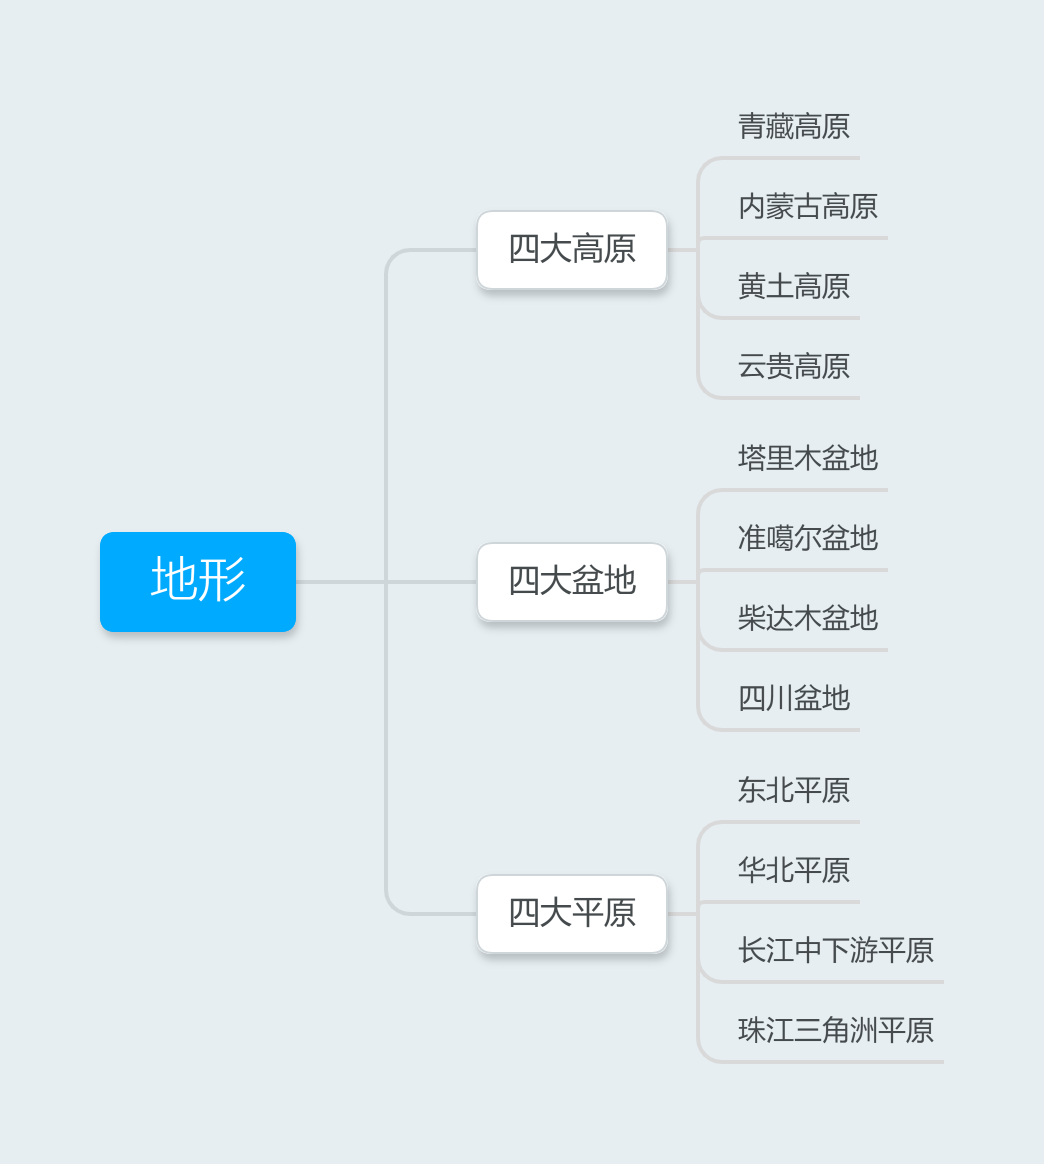 地形
四大高原
青藏高原
内蒙古高原
黄土高原
云贵高原
四大盆地
塔里木盆地
准噶尔盆地
柴达木盆地
四川盆地
四大平原
东北平原
华北平原
长江中下游平原
珠江三角洲平原